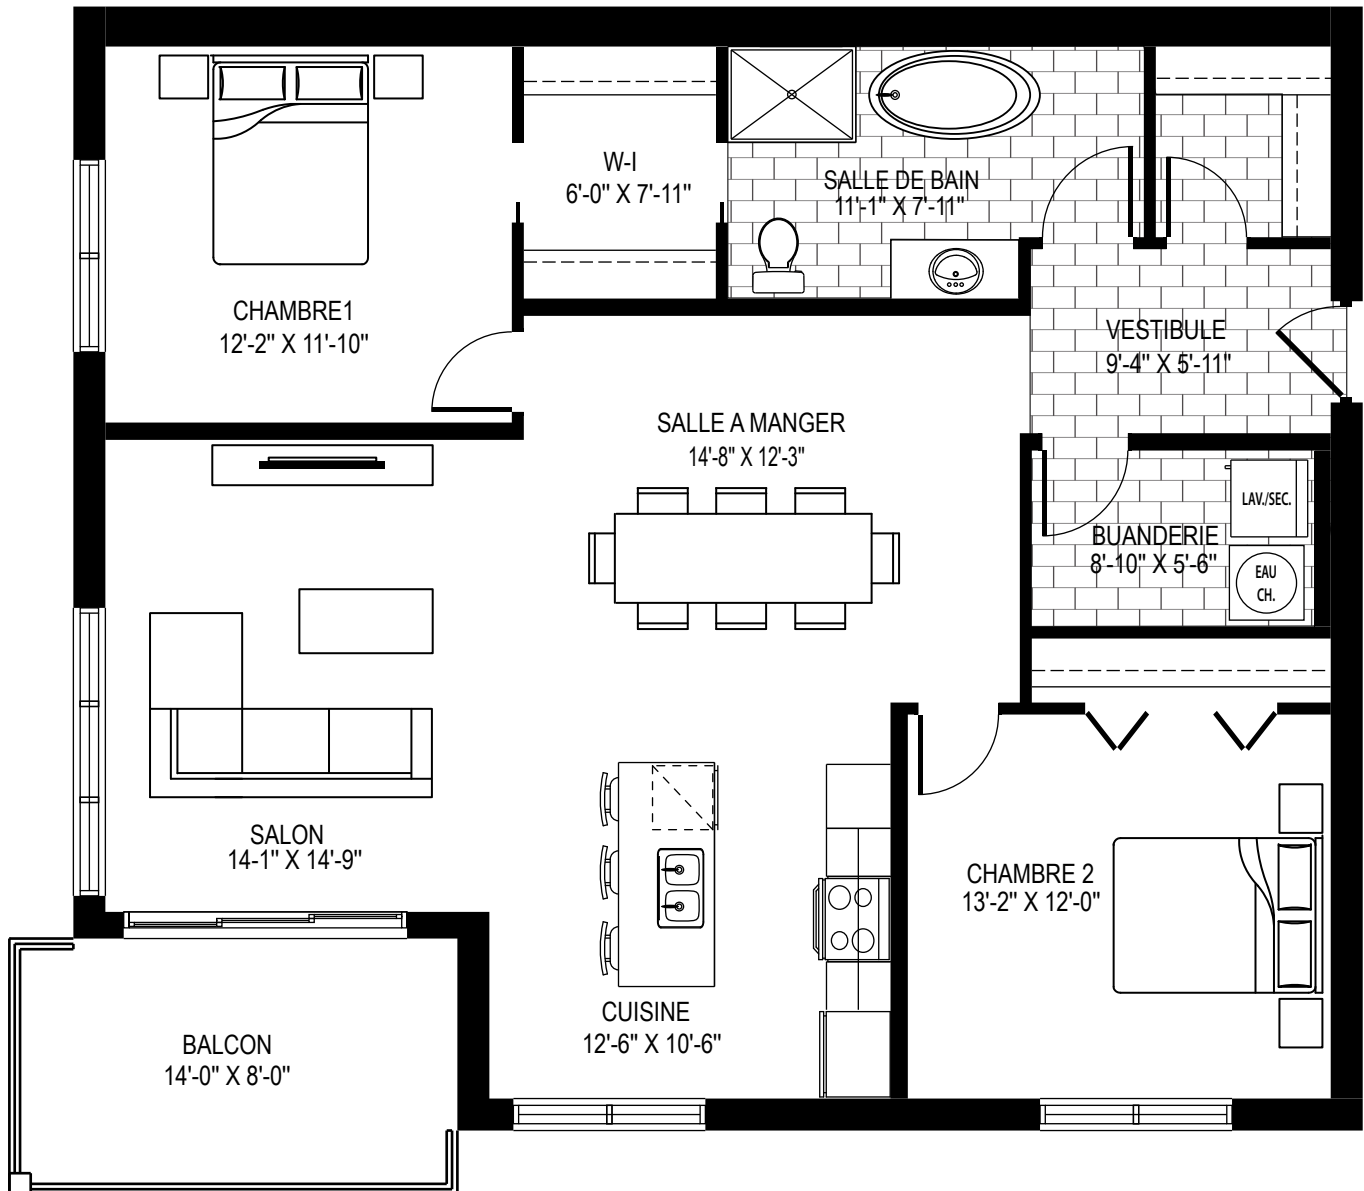 W-I
6'-0" X 7'-11"
SALLE DE BAIN
11'-1" X 7'-11"
CHAMBRE1
12'-2" X 11'-10"
VESTIBULE
9'-4" X 5'-11"
SALLE A MANGER
14'-8" X 12'-3"
LAV./SEC.
BUANDERIE
8'-10" X 5'-6"
EAU
CH.
SALON
14-1" X 14'-9"
CHAMBRE 2
13'-2" X 12'-0"
CUISINE
12'-6" X 10'-6"
BALCON
14'-0" X 8'-0"